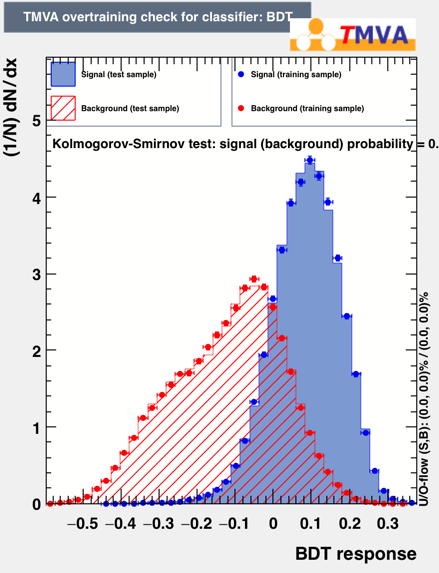 TMVA overtraining check for classifier: BDT
TMVA
Signal (test sample)
Signal (training sample)
Background (test sample)
Background (training sample)
Kolmogorov-Smirnov test: signal (background) probability = 0.
(1/N) dN/dx
5
4
3
2
1
0
−0.5 −0.4 −0.3 −0.2 −0.1 0 0.1 0.2 0.3
BDT response
U/O-flow (S,B): (0.0, 0.0)% / (0.0, 0.0)%